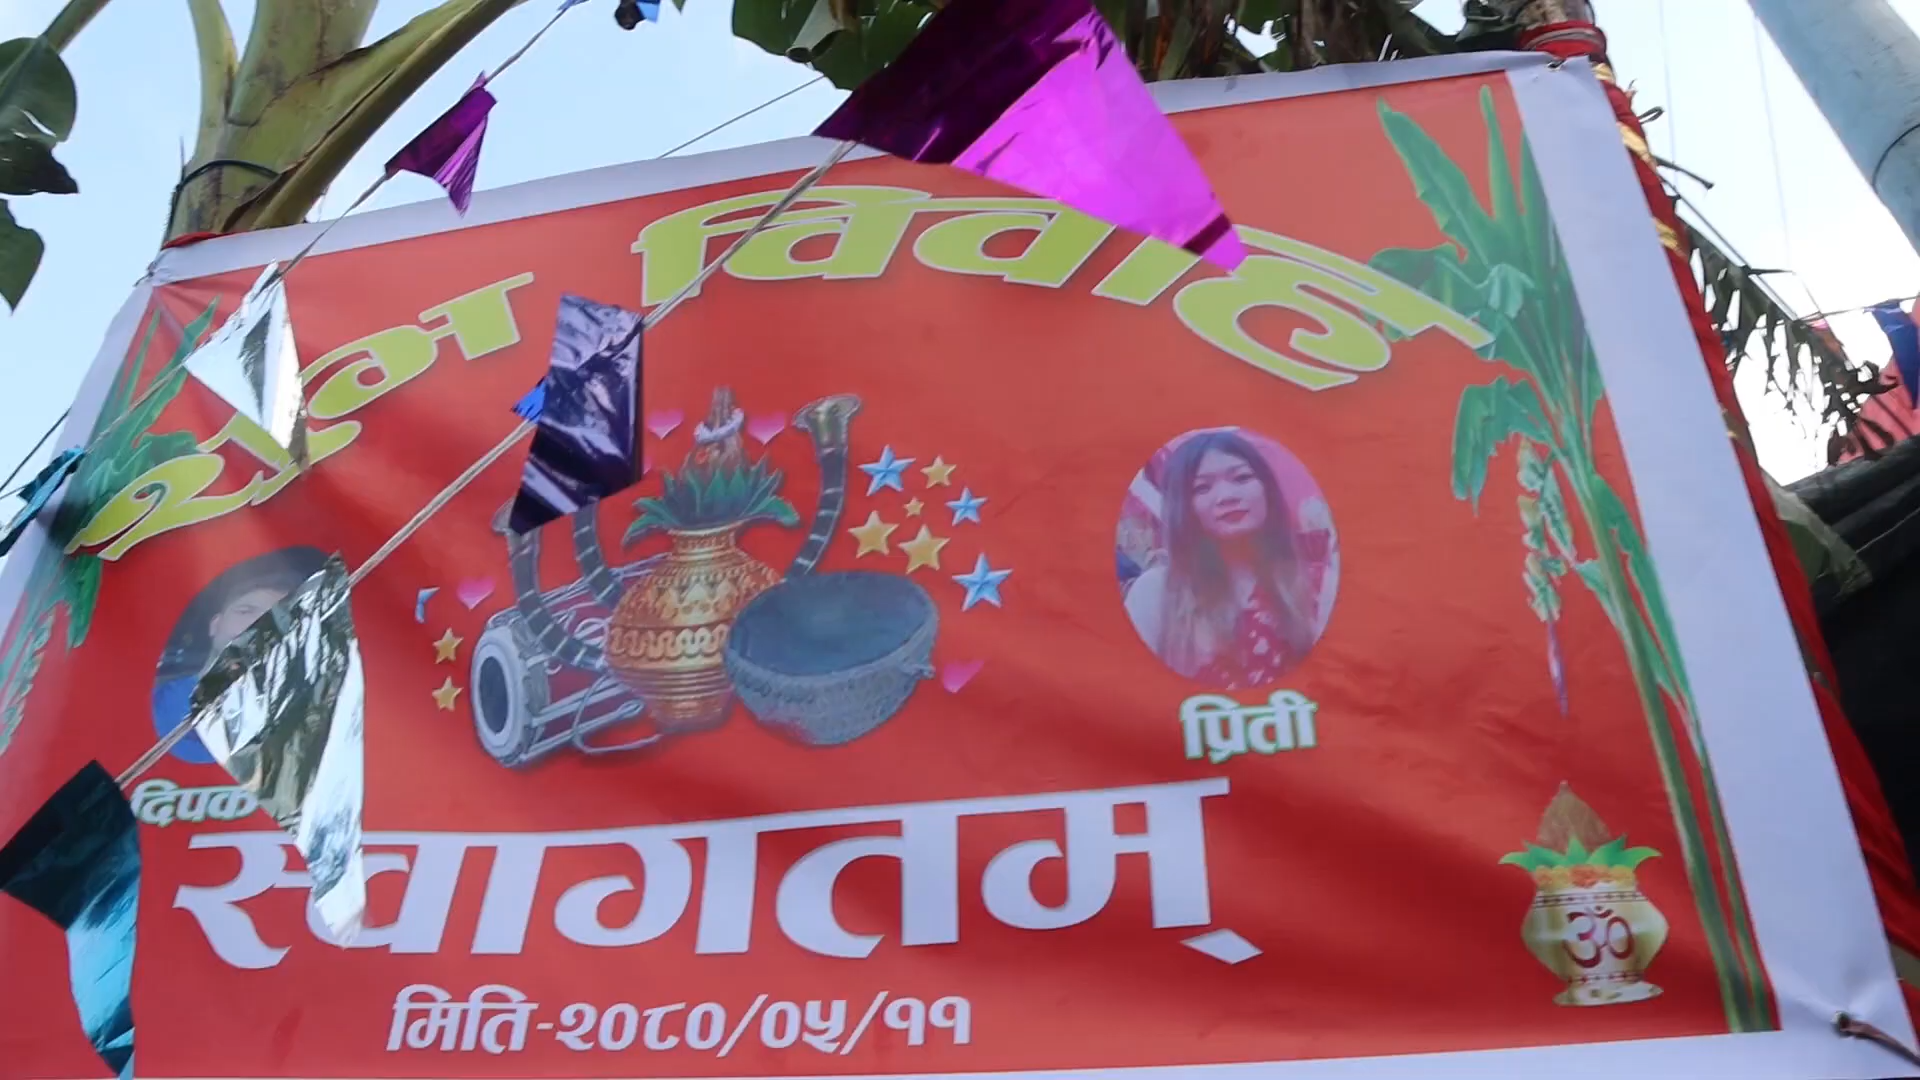 शुभ विवाह
प्रिती
दिपक
स्वागतम्
मिति-२०८०/०५/११
ॐ